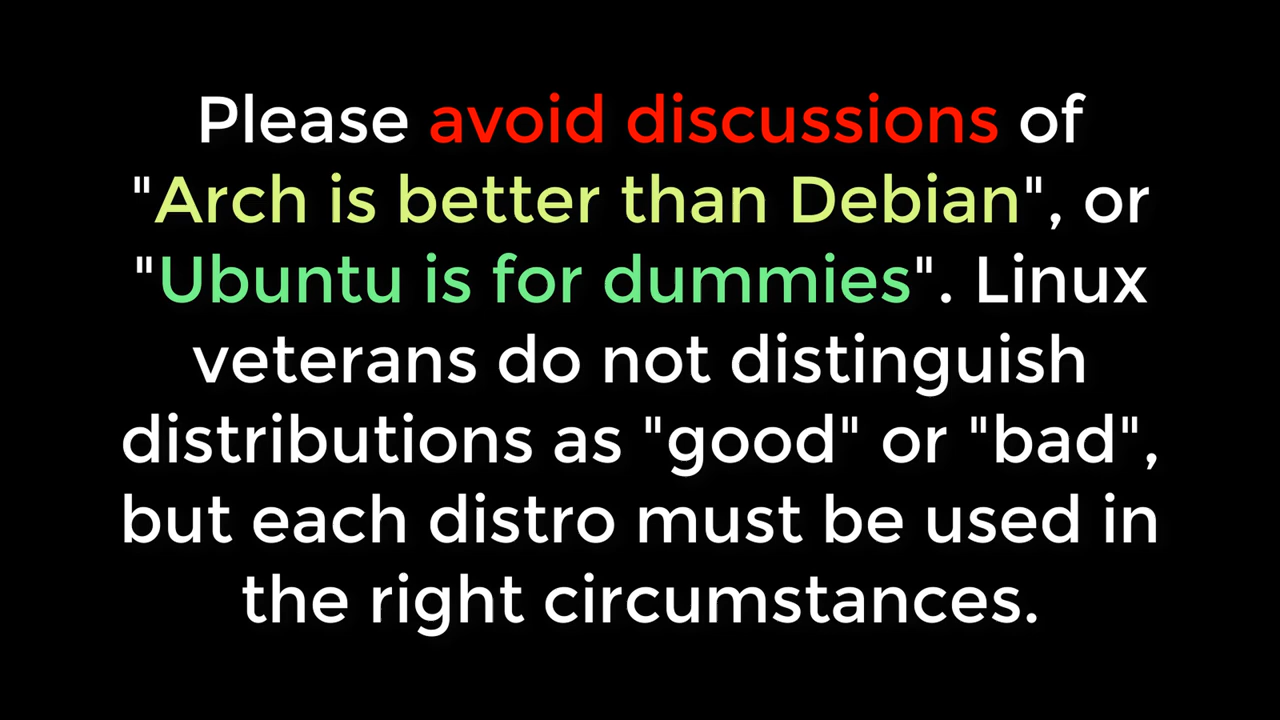 Please avoid discussions of
"Arch is better than Debian", or
"Ubuntu is for dummies". Linux
veterans do not distinguish
distributions as "good" or "bad",
but each distro must be used in
the right circumstances.